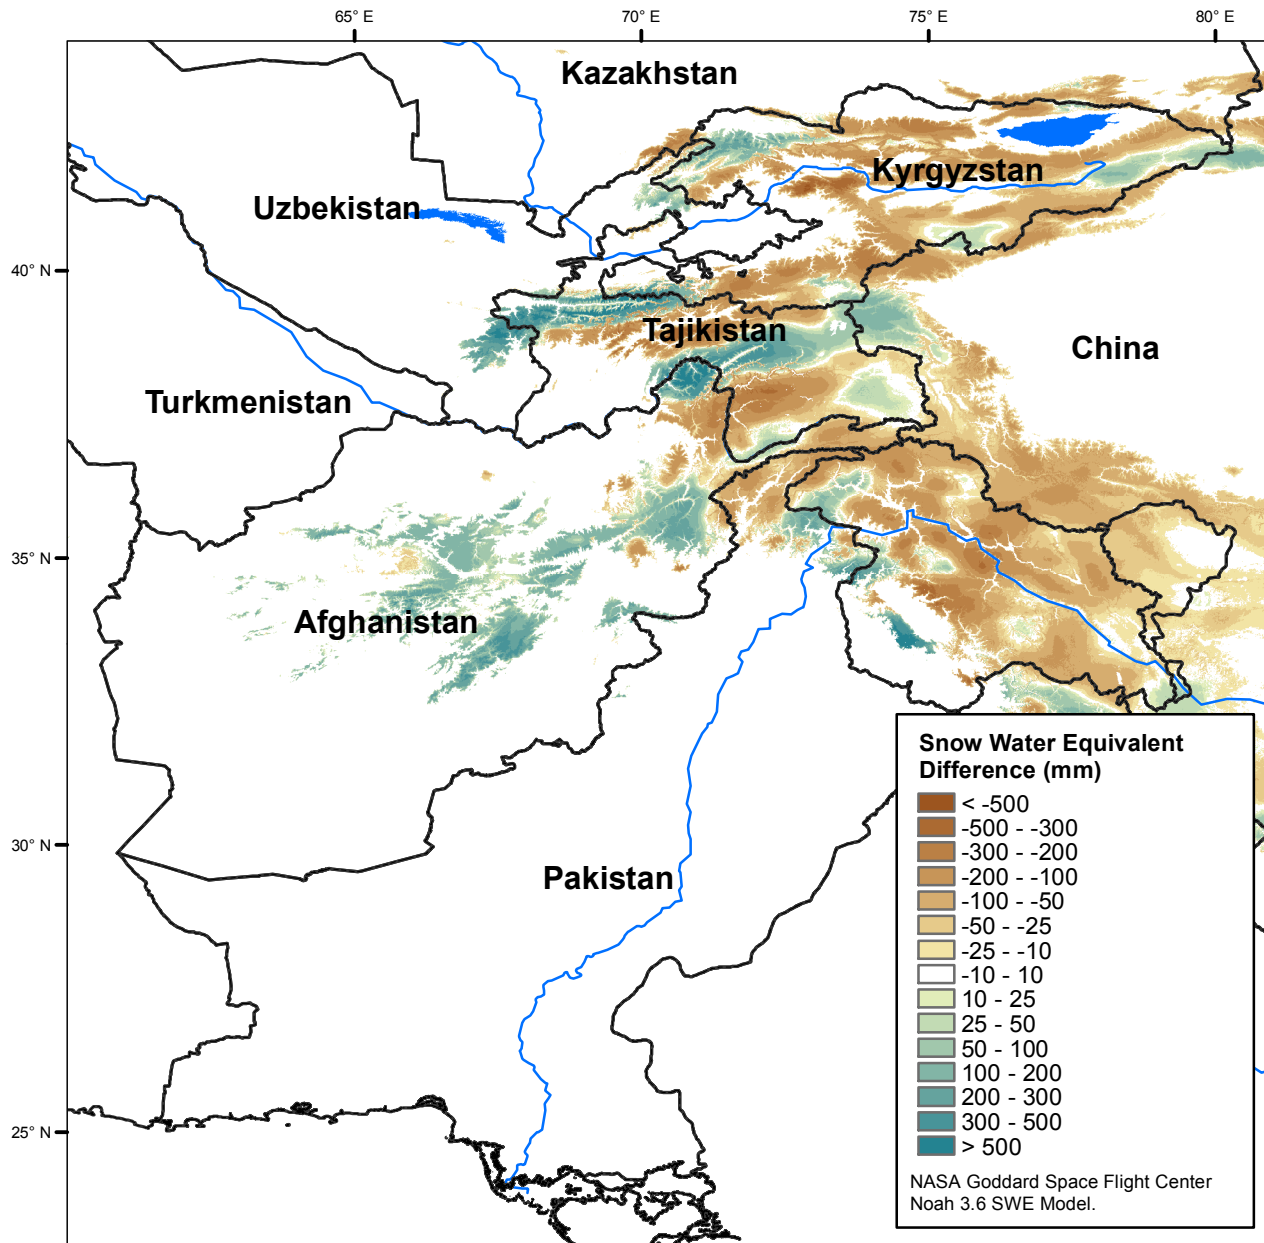 65° E
70° E
75° E
80° E
Kazakhstan
Kyrgyzstan
Uzbekistan
40° N
Tajikistan
China
Turkmenistan
35° N
Afghanistan
Snow Water Equivalent
Difference (mm)
< -500
-500 - -300
-300 - -200
-200 - -100
-100 - -50
-50 - -25
-25 - -10
-10 - 10
10 - 25
25 - 50
50 - 100
100 - 200
200 - 300
300 - 500
> 500
NASA Goddard Space Flight Center
Noah 3.6 SWE Model.
30° N
Pakistan
25° N